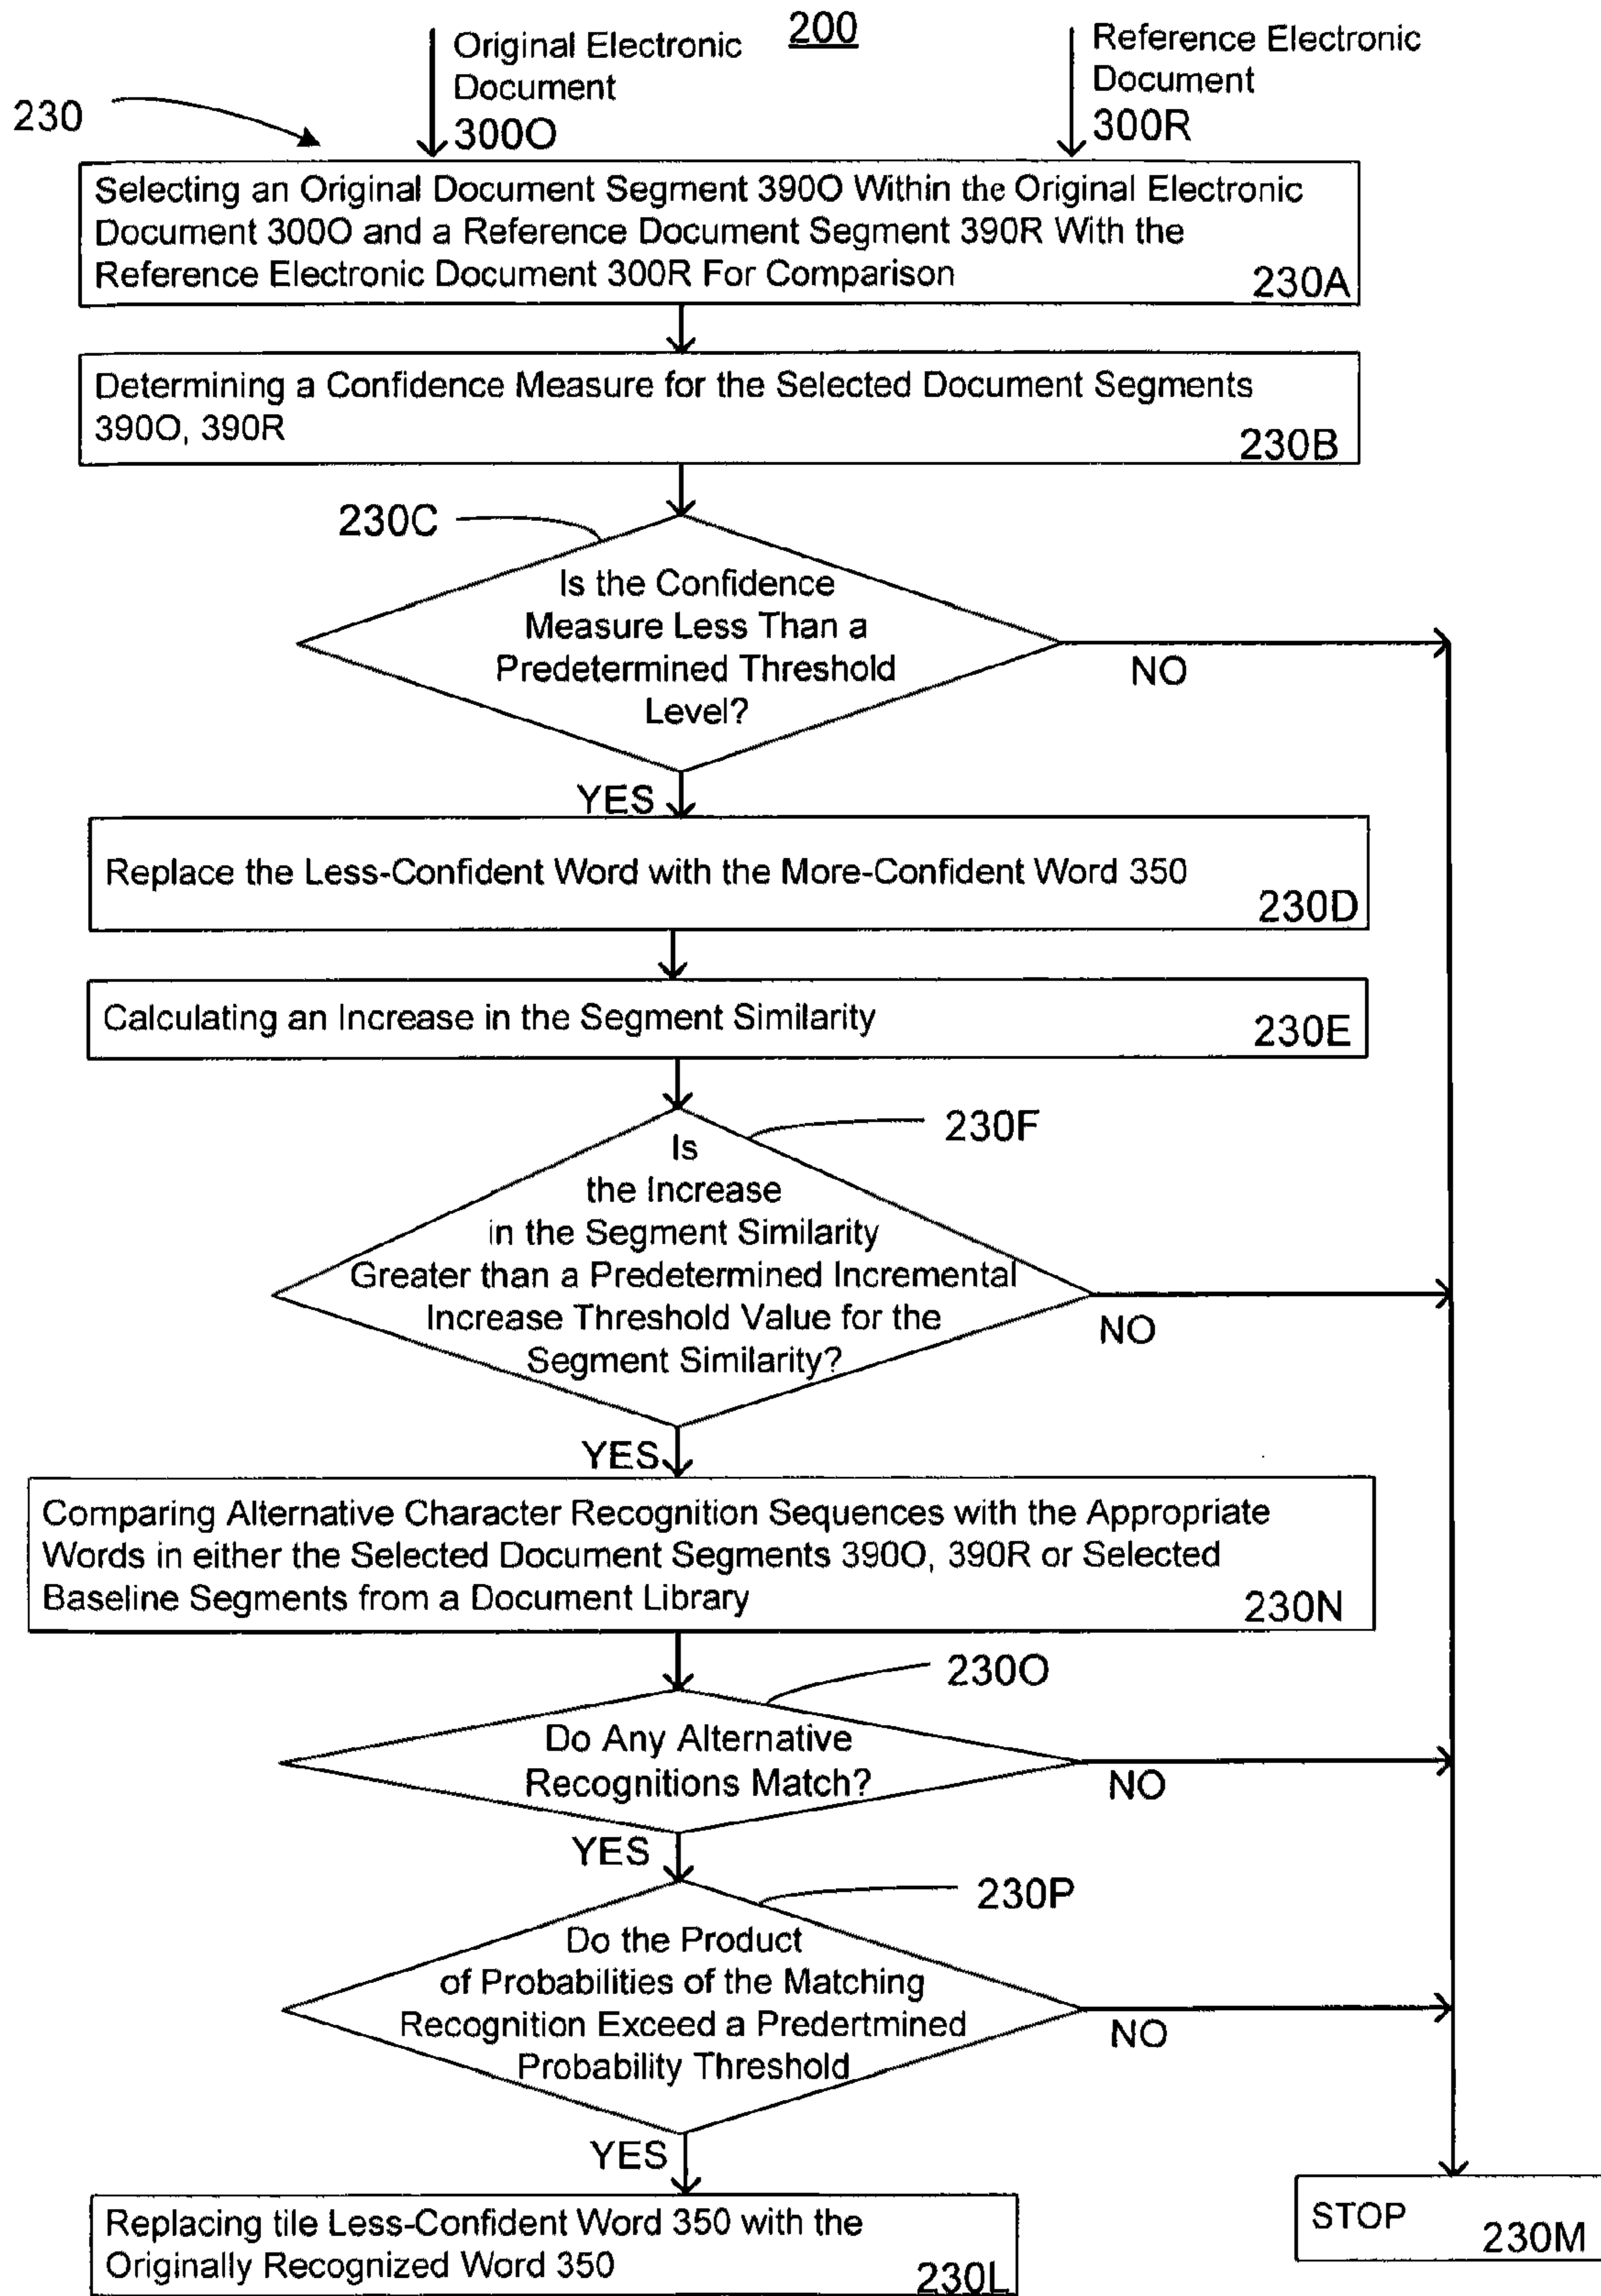 200
Original Electronic
Document
300O
Reference Electronic
Document
300R
230
Selecting an Original Document Segment 390O Within the Original Electronic
Document 300O and a Reference Document Segment 390R With the
Reference Electronic Document 300R For Comparison
230A
Determining a Confidence Measure for the Selected Document Segments
390O, 390R
230B
230C
Is the Confidence
Measure Less Than a
Predetermined Threshold
Level?
NO
YES
Replace the Less-Confident Word with the More-Confident Word 350
230D
Calculating an Increase in the Segment Similarity
230E
230F
Is
the Increase
in the Segment Similarity
Greater than a Predetermined Incremental
Increase Threshold Value for the
Segment Similarity?
NO
YES
Comparing Alternative Character Recognition Sequences with the Appropriate
Words in either the Selected Document Segments 390O, 390R or Selected
Baseline Segments from a Document Library
230N
230O
Do Any Alternative
Recognitions Match?
NO
YES
230P
Do the Product
of Probabilities of the Matching
Recognition Exceed a Predertmined
Probability Threshold
NO
YES
Replacing tile Less-Confident Word 350 with the
Originally Recognized Word 350
230L
STOP
230M